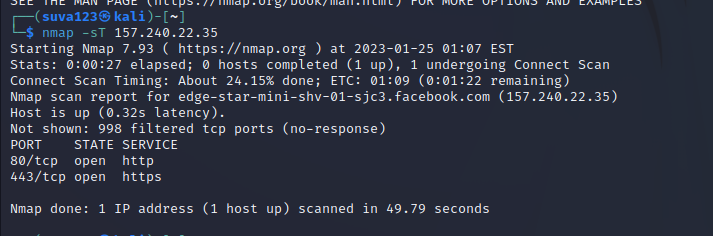 SEE THE MAN PAGE (https://nmap.org/book/man.html) FOR MORE OPTIONS AND EXAMPLES
┌──(suva123㉿kali)-[~]
└─$ nmap -sT 157.240.22.35
Starting Nmap 7.93 ( https://nmap.org ) at 2023-01-25 01:07 EST
Stats: 0:00:27 elapsed; 0 hosts completed (1 up), 1 undergoing Connect Scan
Connect Scan Timing: About 24.15% done; ETC: 01:09 (0:01:22 remaining)
Nmap scan report for edge-star-mini-shv-01-sjc3.facebook.com (157.240.22.35)
Host is up (0.32s latency).
Not shown: 998 filtered tcp ports (no-response)
PORT    STATE SERVICE
80/tcp  open  http
443/tcp open  https
Nmap done: 1 IP address (1 host up) scanned in 49.79 seconds